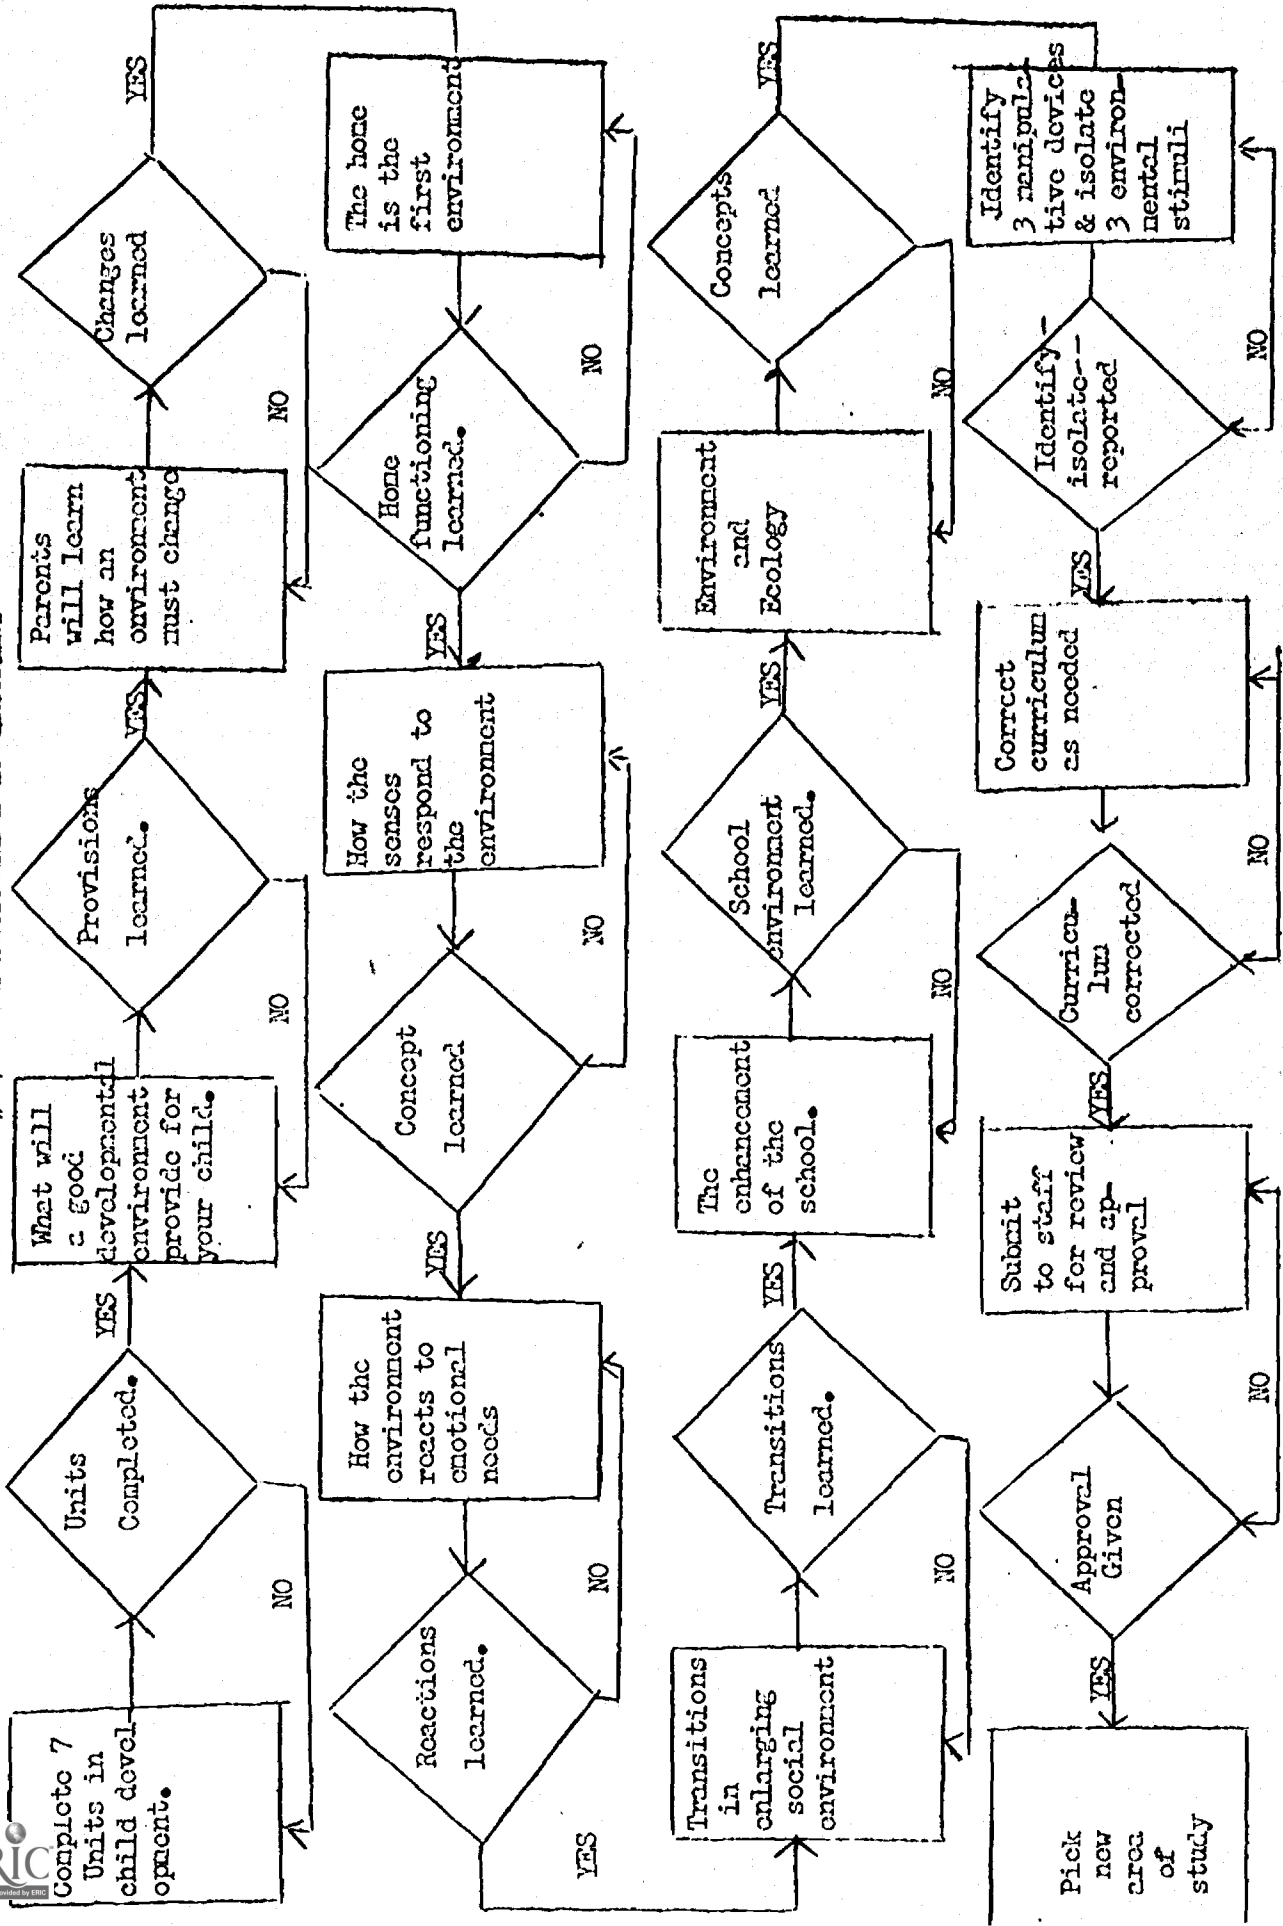 Complete 7
Units in
child devel
opment.
NO
Units
Completed.
YES
What will
a good
developmental
environment
provide for
your child.
NO
Provisions
learned.
YES
Parents
will learn
how an
environment
must change
NO
Changes
learned
YES
The home
is the
first
environment
NO
Home
functioning
learned.
YES
How the
senses
respond to
the
environment
NO
Concept
learned
YES
How the
environment
reacts to
emotional
needs
NO
Reactions
learned.
YES
Transitions
in
enlarging
social
environment
NO
Transitions
learned.
YES
The
enhancement
of the
school.
NO
School
environment
learned.
YES
Environment
and
Ecology
NO
Concepts
learned
YES
Identify
3 manipula-
tive devices
& isolate
3 environ-
mental
stimuli
NO
Identify-
isolate--
reported
YES
Correct
curriculum
as needed
NO
Curricu-
lum
corrected
YES
Submit
to staff
for review
and ap-
proval
NO
Approval
Given
YES
Pick
new
area
of
study
ERIC
Provided by ERIC